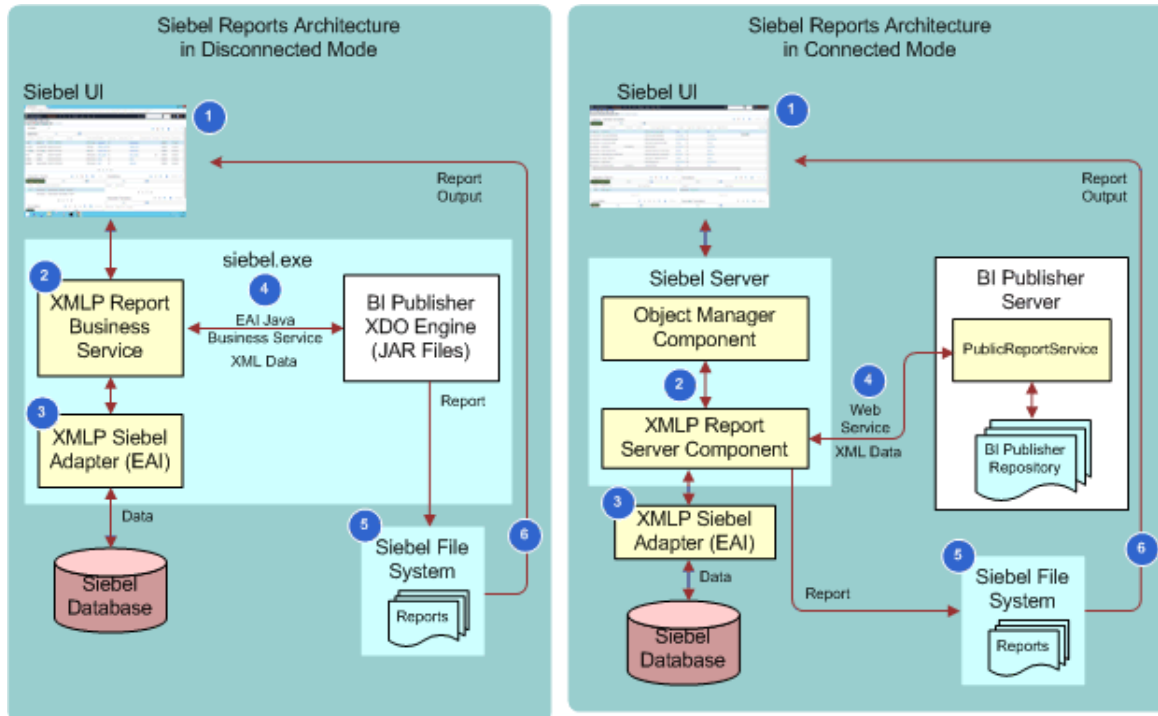 Siebel Reports Architecture
in Disconnected Mode
Siebel UI
1
Report
Output
siebel.exe
2
XMLP Report
Business
Service
4
EAI Java
Business Service
XML Data
BI Publisher
XDO Engine
(JAR Files)
3
XMLP Siebel
Adapter (EAI)
Report
Data
Siebel
Database
5
Siebel File
System
Reports
6
Siebel Reports Architecture
in Connected Mode
Siebel UI
1
Report
Output
Siebel Server
Object Manager
Component
2
XMLP Report
Server Component
4
Web
Service
XML Data
BI Publisher
Server
PublicReportService
BI Publisher
Repository
3
XMLP Siebel
Adapter (EAI)
Data
Siebel
Database
Report
5
Siebel File
System
Reports
6